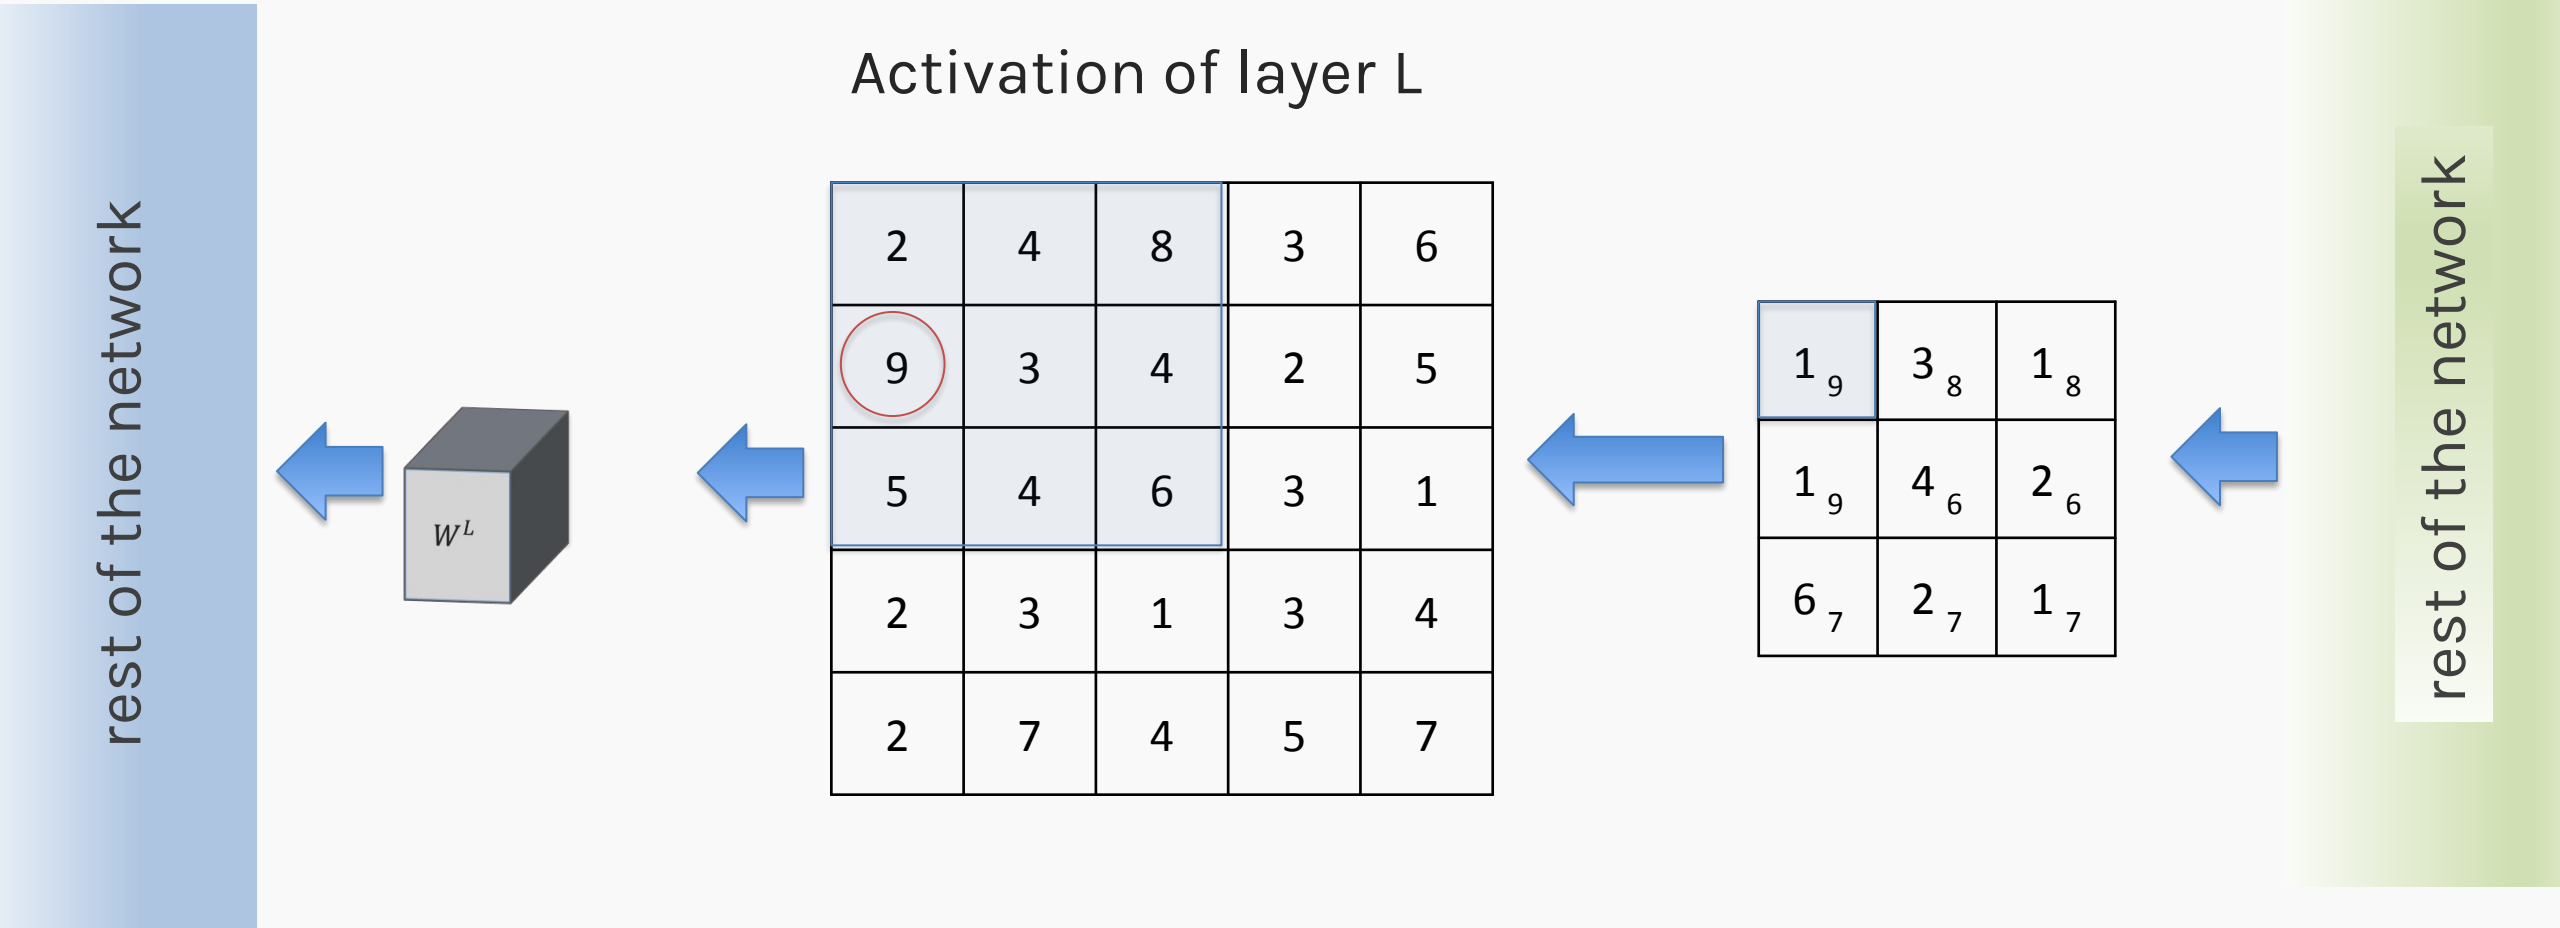 Activation of layer L
rest of the network
W^L
2 4 8 3 6
9 3 4 2 5
5 4 6 3 1
2 3 1 3 4
2 7 4 5 7
1 9 3 8 1 8
1 9 4 6 2 6
6 7 2 7 1 7
rest of the network